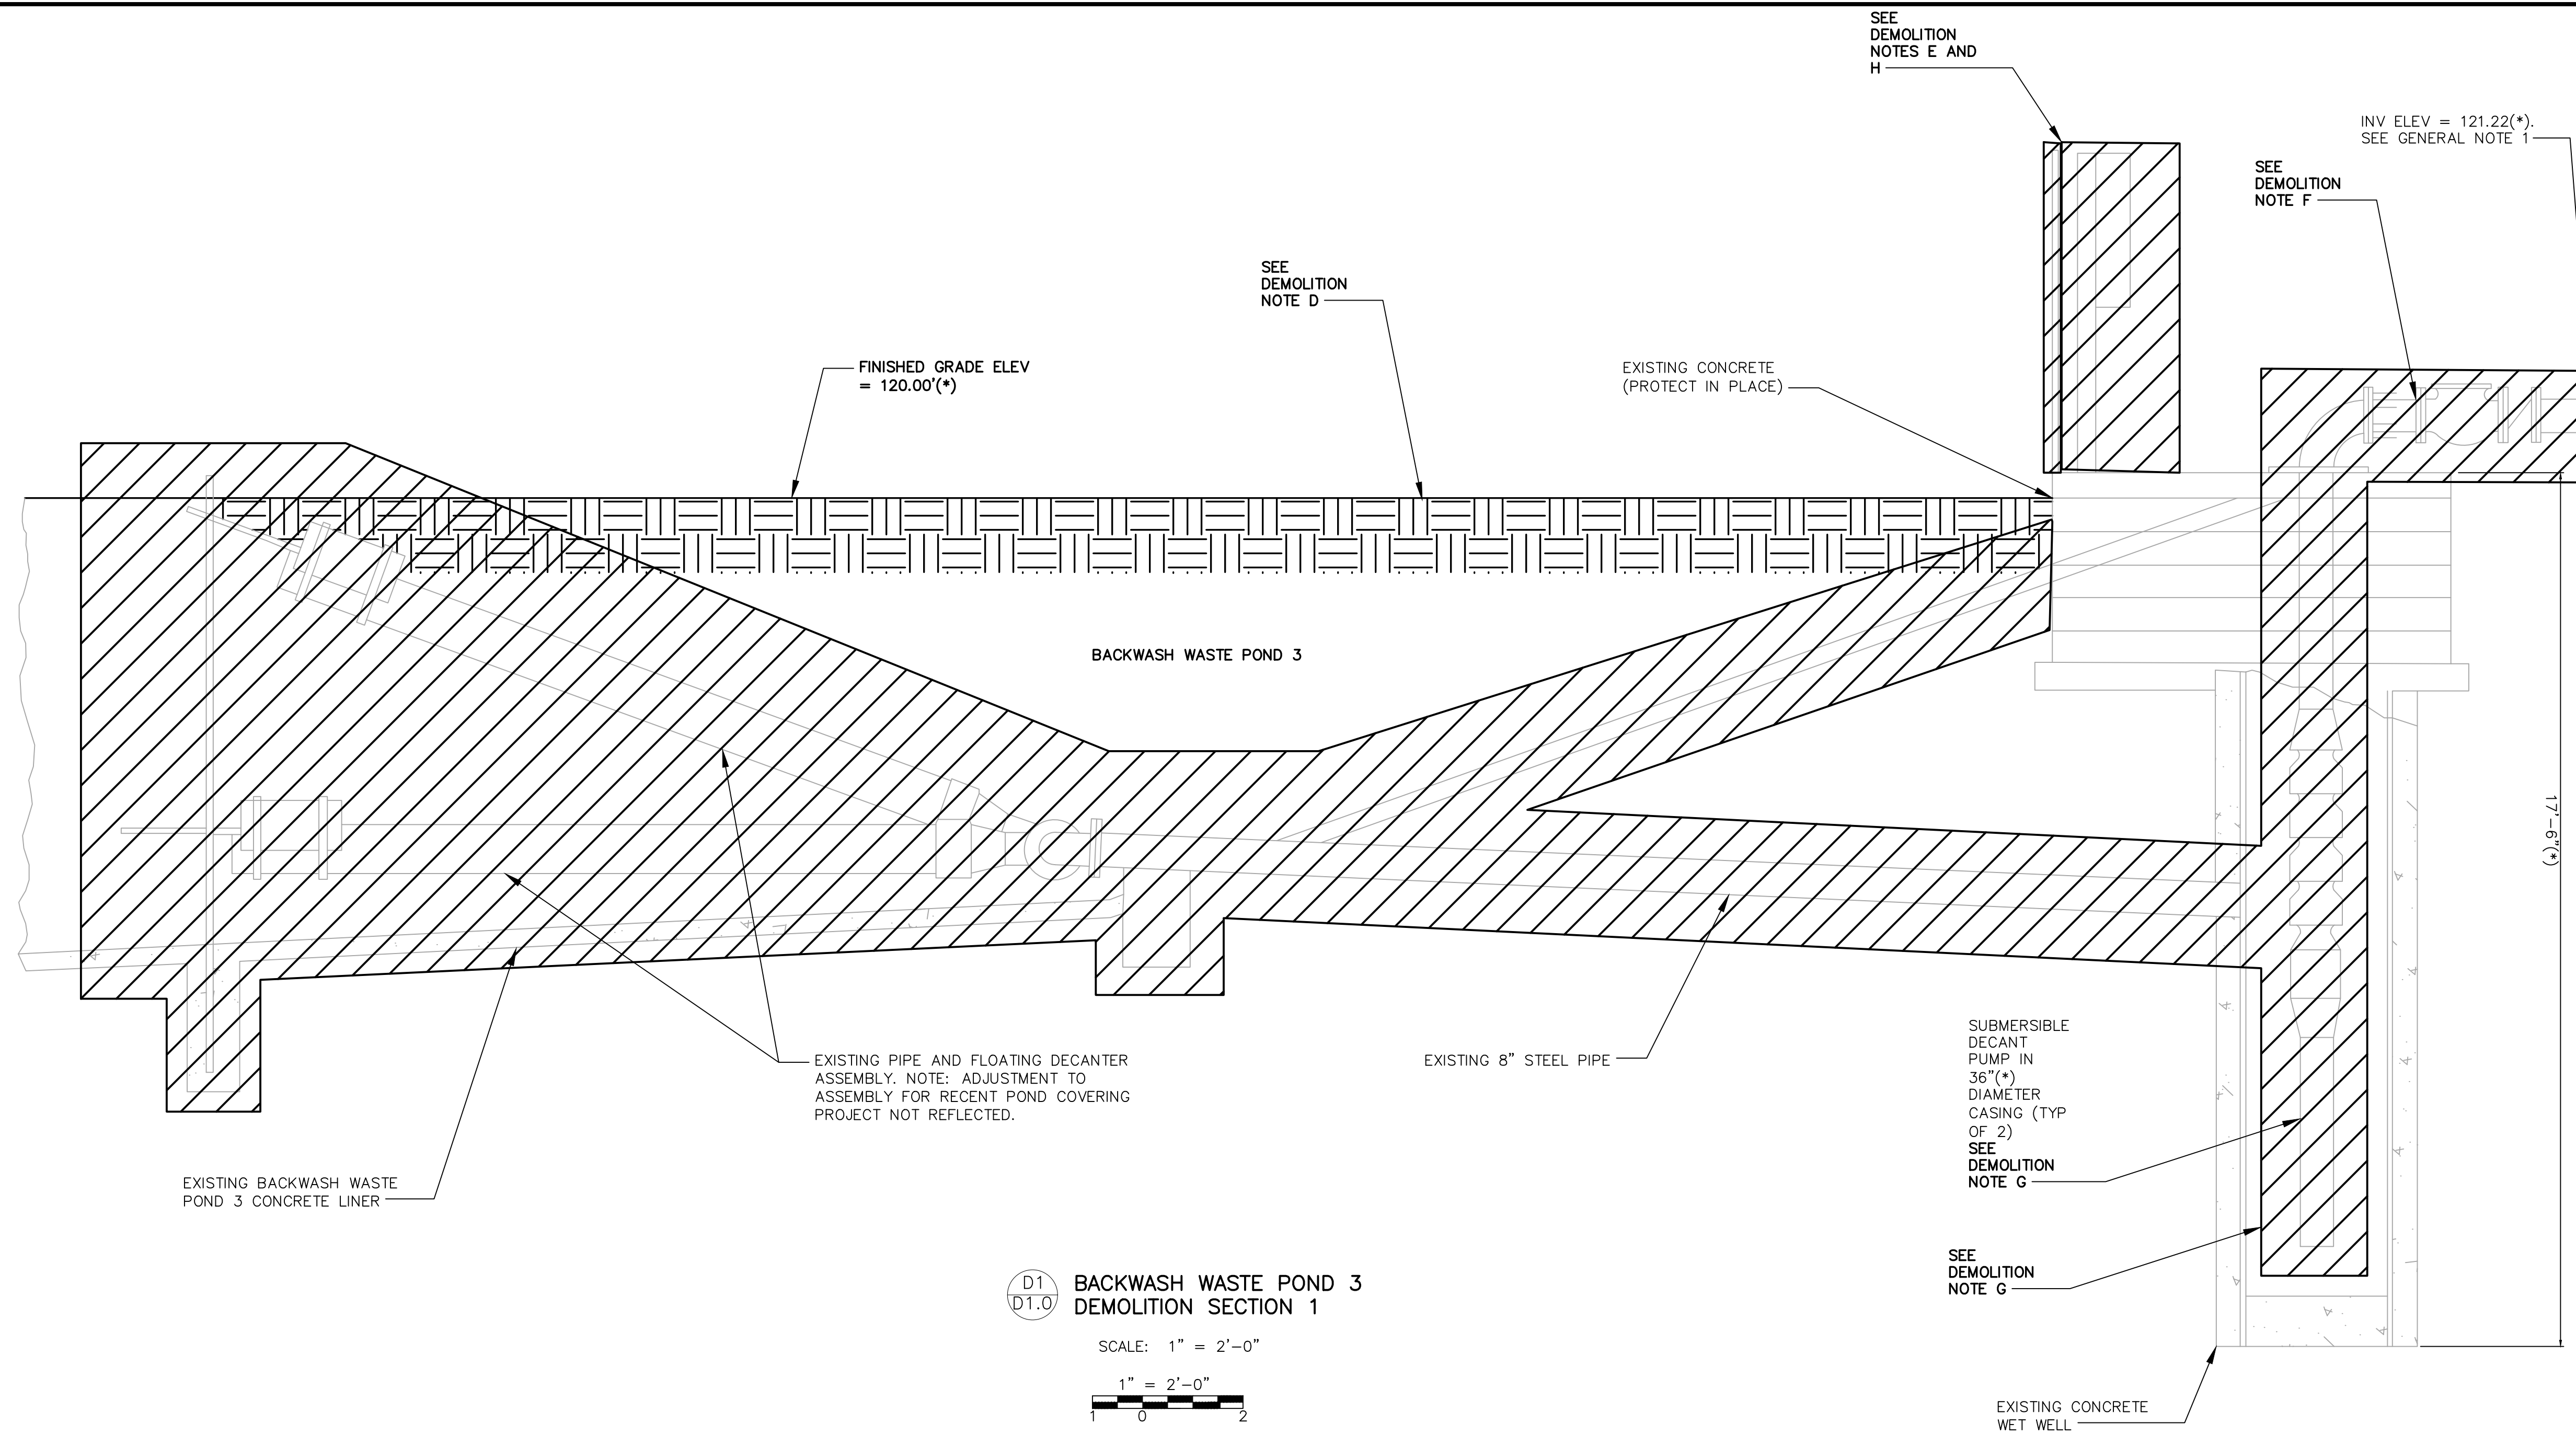 SEE
DEMOLITION
NOTES E AND
H
INV ELEV = 121.22(*).
SEE GENERAL NOTE 1
SEE
DEMOLITION
NOTE F
SEE
DEMOLITION
NOTE D
FINISHED GRADE ELEV
= 120.00'(*)
EXISTING CONCRETE
(PROTECT IN PLACE)
BACKWASH WASTE POND 3
17'-6"(*)
EXISTING PIPE AND FLOATING DECANTER
ASSEMBLY. NOTE: ADJUSTMENT TO
ASSEMBLY FOR RECENT POND COVERING
PROJECT NOT REFLECTED.
EXISTING 8" STEEL PIPE
SUBMERSIBLE
DECANT
PUMP IN
36"(*)
DIAMETER
CASING (TYP
OF 2)
SEE
DEMOLITION
NOTE G
EXISTING BACKWASH WASTE
POND 3 CONCRETE LINER
SEE
DEMOLITION
NOTE G
D1
D1.0
BACKWASH WASTE POND 3
DEMOLITION SECTION 1
SCALE: 1" = 2'-0"
1" = 2'-0"
1 0 2
EXISTING CONCRETE
WET WELL